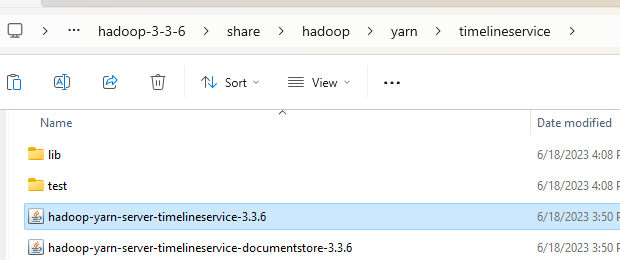 … hadoop-3-3-6 > share > hadoop > yarn > timelineservice >
Sort View …
Name Date modified
lib 6/18/2023 4:08 P
test 6/18/2023 4:08 P
hadoop-yarn-server-timelineservice-3.3.6 6/18/2023 3:50 P
hadoop-yarn-server-timelineservice-documentstore-3.3.6 6/18/2023 3:50 P